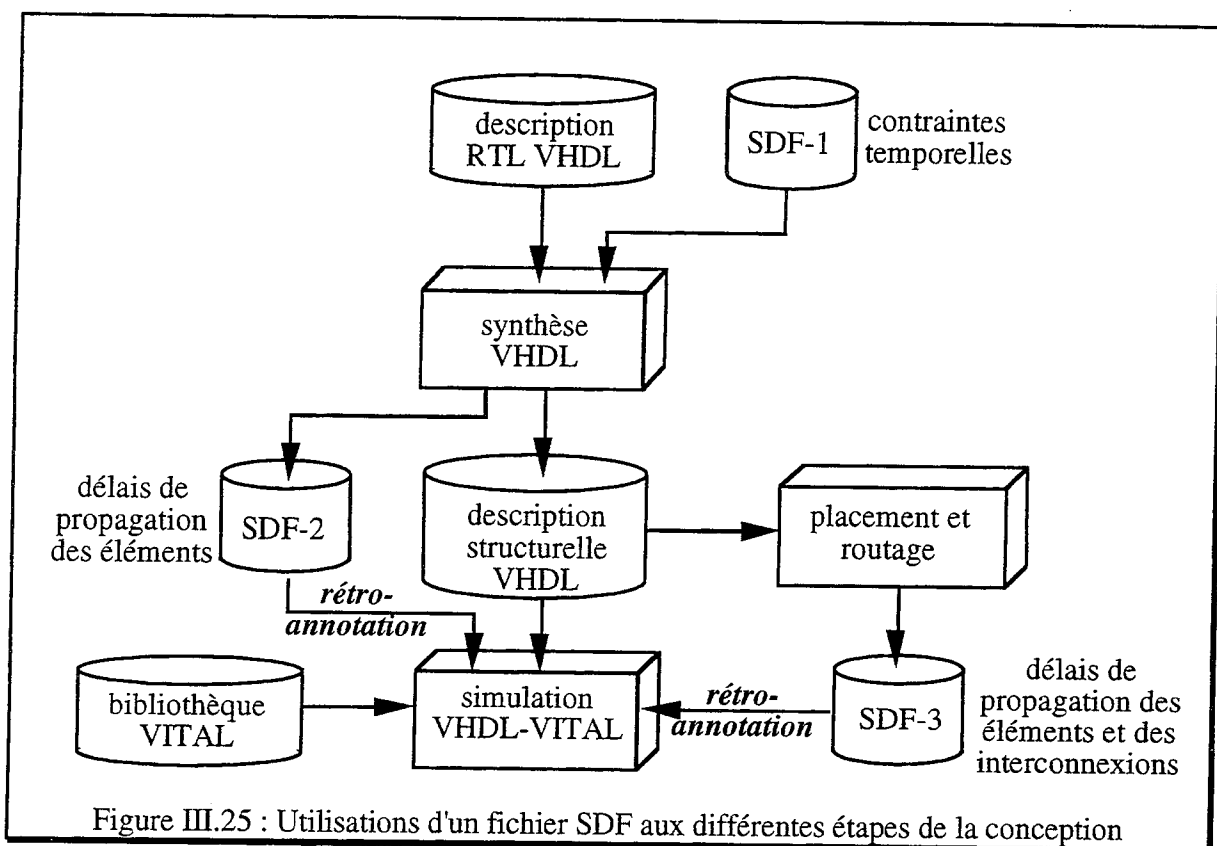 description
RTL VHDL
SDF-1
contraintes
temporelles
synthèse
VHDL
délais de
propagation
des éléments
SDF-2
description
structurelle
VHDL
placement et
routage
rétro-
annotation
bibliothèque
VITAL
simulation
VHDL-VITAL
rétro-
annotation
SDF-3
délais de
propagation des
éléments et des
interconnexions
Figure III.25 : Utilisations d'un fichier SDF aux différentes étapes de la conception